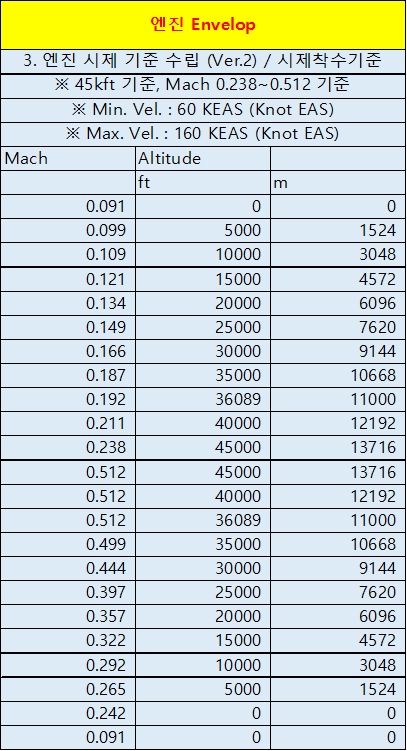 엔진 Envelop
3. 엔진 시제 기준 수립 (Ver.2) / 시제착수기준
※ 45kft 기준, Mach 0.238~0.512 기준
※ Min. Vel. : 60 KEAS (Knot EAS)
※ Max. Vel. : 160 KEAS (Knot EAS)
Mach Altitude
ft m
0.091 0 0
0.099 5000 1524
0.109 10000 3048
0.121 15000 4572
0.134 20000 6096
0.149 25000 7620
0.166 30000 9144
0.187 35000 10668
0.192 36089 11000
0.211 40000 12192
0.238 45000 13716
0.512 45000 13716
0.512 40000 12192
0.512 36089 11000
0.499 35000 10668
0.444 30000 9144
0.397 25000 7620
0.357 20000 6096
0.322 15000 4572
0.292 10000 3048
0.265 5000 1524
0.242 0 0
0.091 0 0